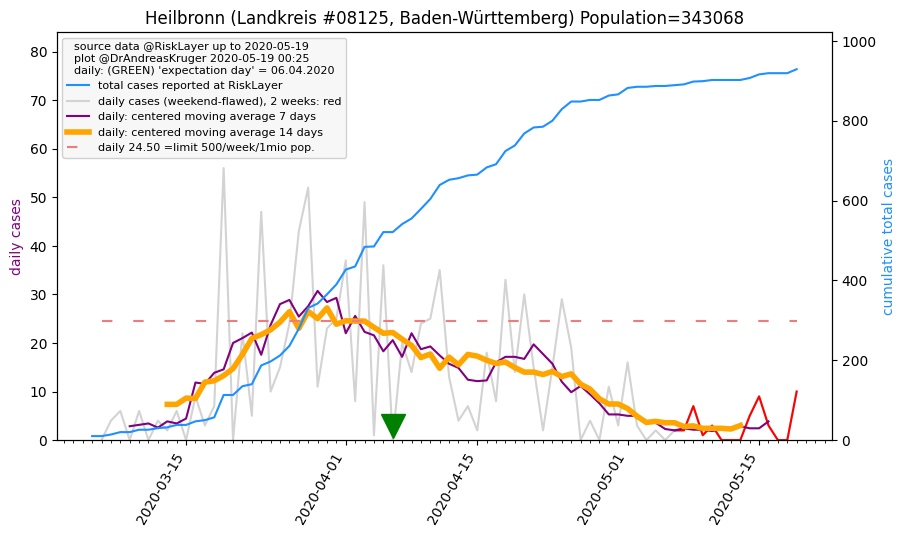 Heilbronn (Landkreis #08125, Baden-Württemberg) Population=343068
source data @RiskLayer up to 2020-05-19
plot @DrAndreasKruger 2020-05-19 00:25
daily: (GREEN) 'expectation day' = 06.04.2020
total cases reported at RiskLayer
daily cases (weekend-flawed), 2 weeks: red
daily: centered moving average 7 days
daily: centered moving average 14 days
daily 24.50 =limit 500/week/1mio pop.
daily cases
80
70
60
50
40
30
20
10
0
1000
800
600
400
200
0
cumulative total cases
2020-03-15
2020-04-01
2020-04-15
2020-05-01
2020-05-15